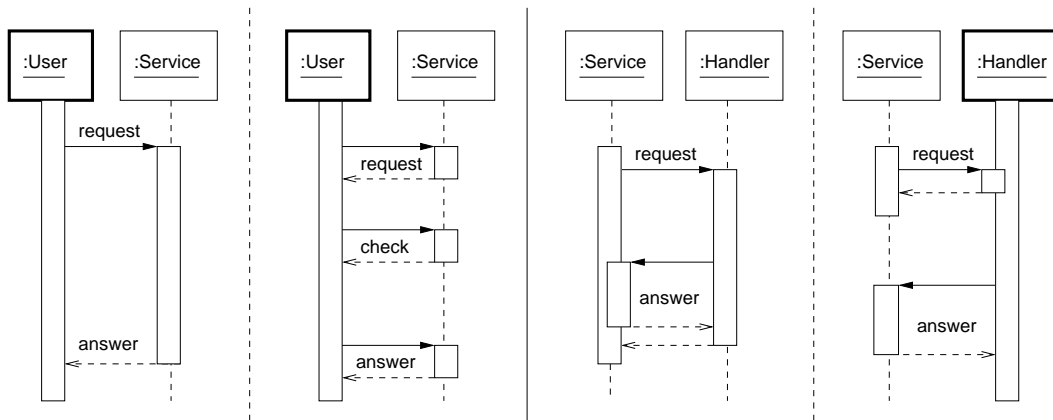 :User
:Service
request
answer
:User
:Service
request
check
answer
:Service
:Handler
request
answer
:Service
:Handler
request
answer